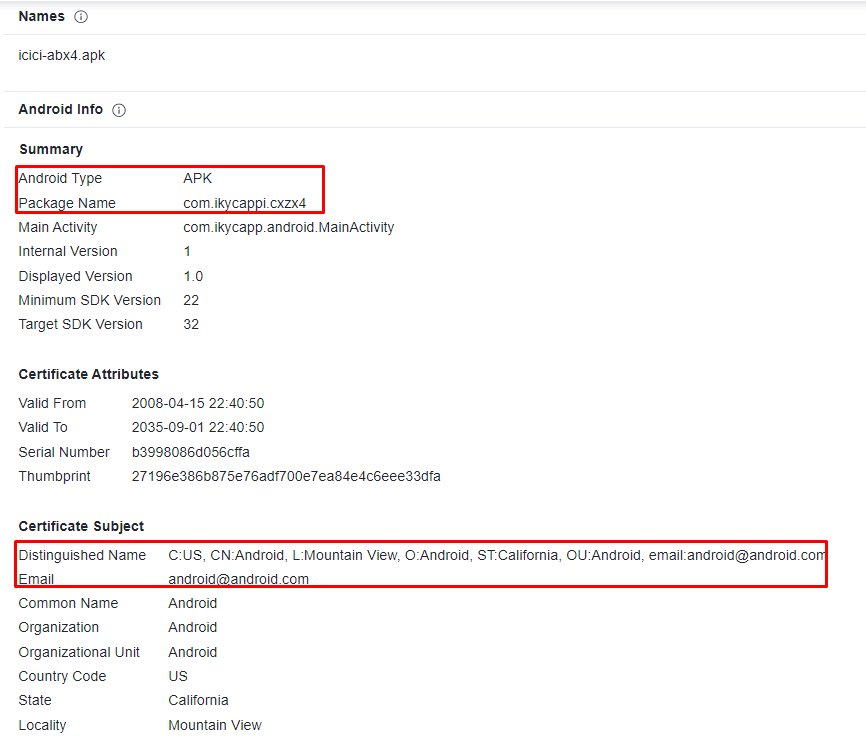 Names
icici-abx4.apk
Android Info
Summary
Android Type APK
Package Name com.ikycappi.cxzx4
Main Activity com.ikycapp.android.MainActivity
Internal Version 1
Displayed Version 1.0
Minimum SDK Version 22
Target SDK Version 32
Certificate Attributes
Valid From 2008-04-15 22:40:50
Valid To 2035-09-01 22:40:50
Serial Number b3998086d056cffa
Thumbprint 27196e386b875e76adf700e7ea84e4c6eee33dfa
Certificate Subject
Distinguished Name C:US, CN:Android, L:Mountain View, O:Android, ST:California, OU:Android, email:android@android.com
Email android@android.com
Common Name Android
Organization Android
Organizational Unit Android
Country Code US
State California
Locality Mountain View